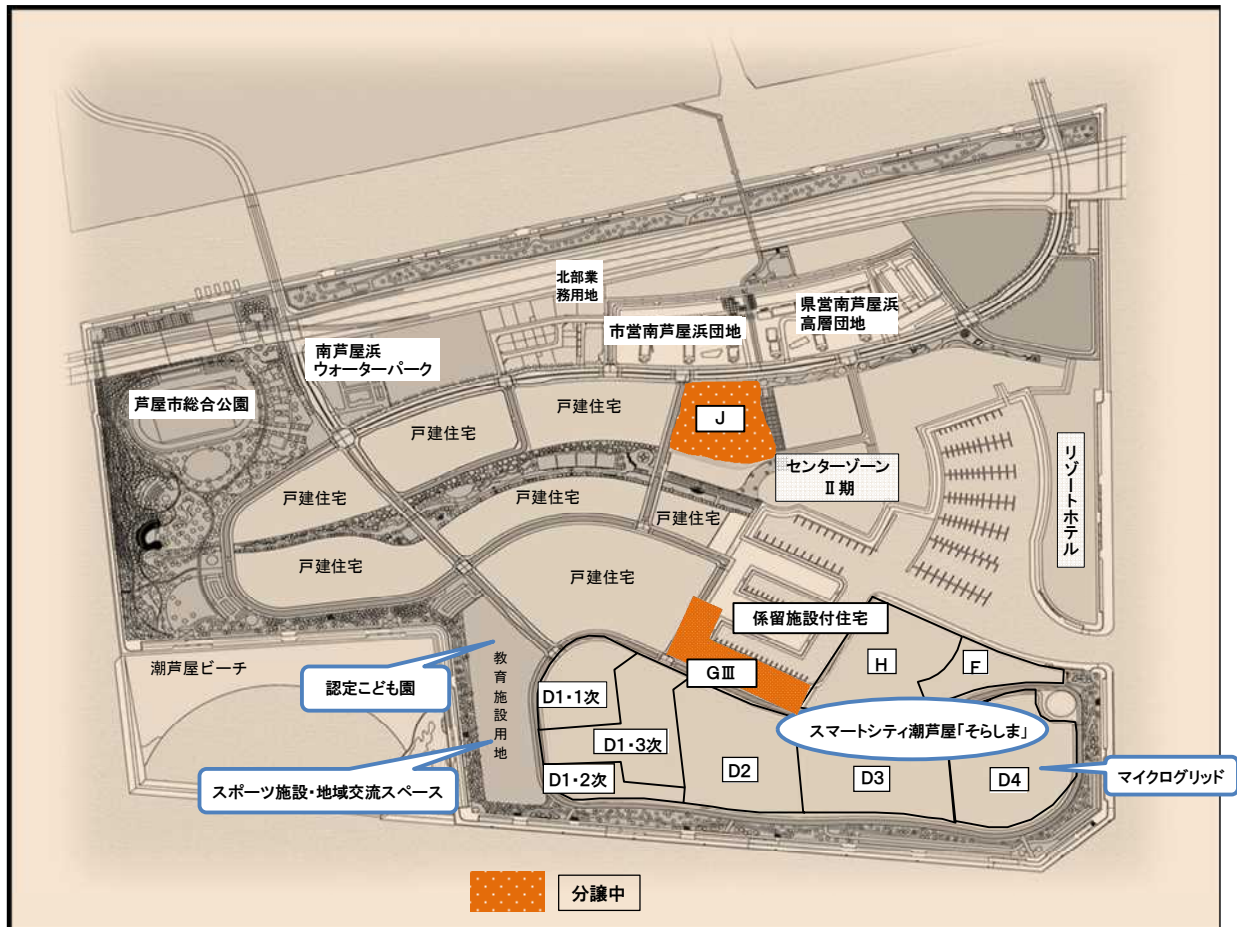 北部業
務用地
市営南芦屋浜団地
県営南芦屋浜
高層団地
南芦屋浜
ウォーターパーク
芦屋市総合公園
戸建住宅
戸建住宅
J
センターゾーン
Ⅱ期
リゾートホテル
戸建住宅
戸建住宅
戸建住宅
戸建住宅
戸建住宅
係留施設付住宅
潮芦屋ビーチ
認定こども園
教育施設用地
GⅢ
H
F
D1・1次
スマートシティ潮芦屋「そらしま」
D1・3次
D2
D3
D4
マイクログリッド
D1・2次
スポーツ施設・地域交流スペース
分譲中